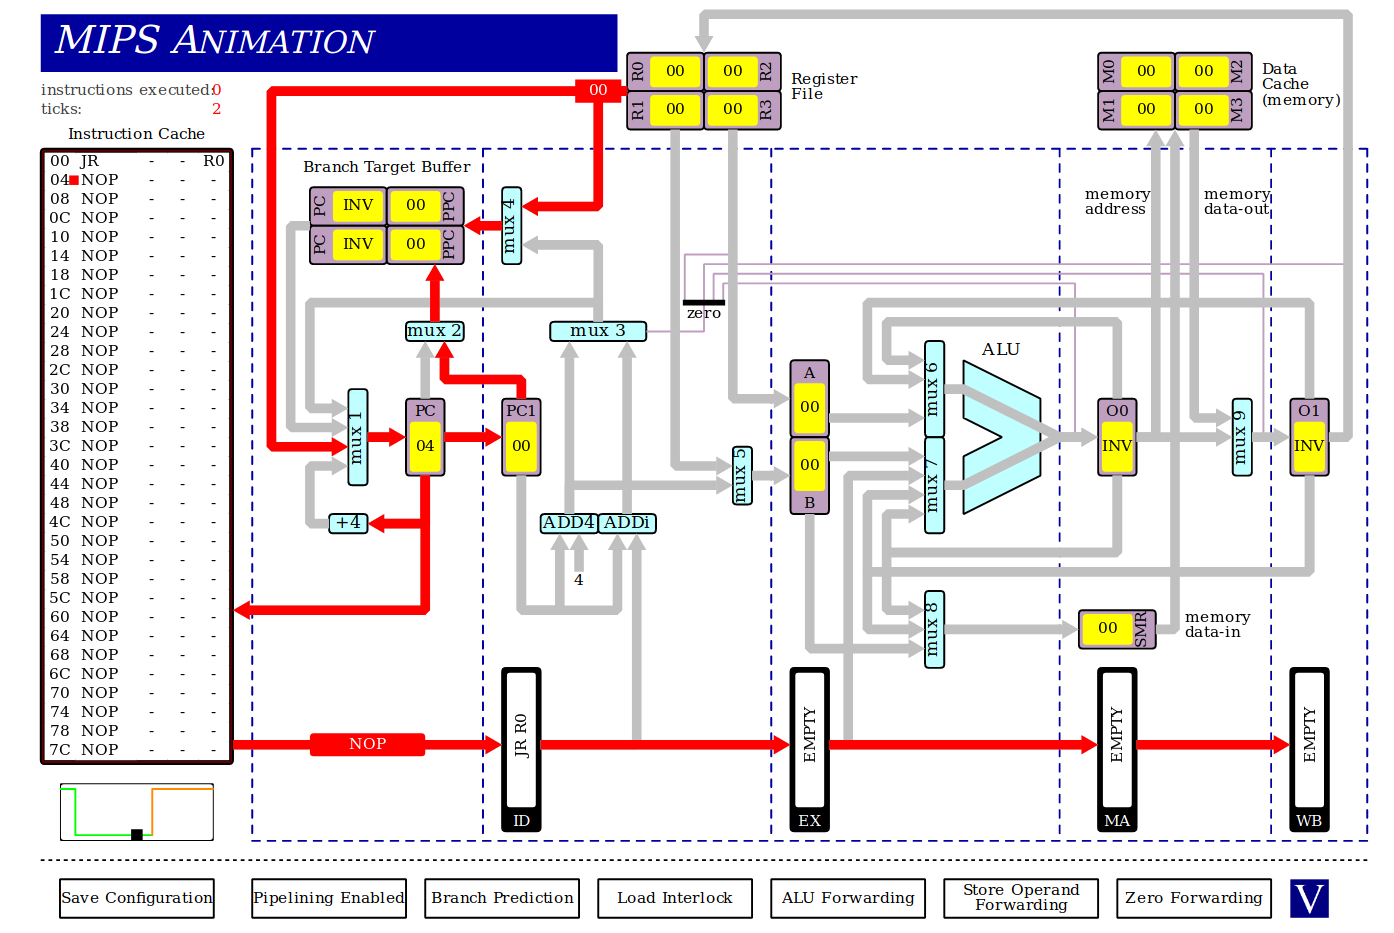 MIPS ANIMATION
instructions executed:0
ticks: 2
Instruction Cache
00 JR - - R0
04 NOP - - -
08 NOP - - -
0C NOP - - -
10 NOP - - -
14 NOP - - -
18 NOP - - -
1C NOP - - -
20 NOP - - -
24 NOP - - -
28 NOP - - -
2C NOP - - -
30 NOP - - -
34 NOP - - -
38 NOP - - -
3C NOP - - -
40 NOP - - -
44 NOP - - -
48 NOP - - -
4C NOP - - -
50 NOP - - -
54 NOP - - -
58 NOP - - -
5C NOP - - -
60 NOP - - -
64 NOP - - -
68 NOP - - -
6C NOP - - -
70 NOP - - -
74 NOP - - -
78 NOP - - -
7C NOP - - -
00
R0 00 00 R2
R1 00 00 R3
Register
File
M0 00 00 M2
M1 00 00 M3
Data
Cache
(memory)
Branch Target Buffer
PC INV 00 PPC
PC INV 00 PPC
mux 4
memory
address
memory
data-out
zero
mux 2
mux 3
mux 1
PC
04
PC1
00
+4
ADD4
ADDi
4
mux 5
A
00
00
B
mux 6
mux 7
ALU
O0
INV
mux 9
O1
INV
mux 8
00 SMR
memory
data-in
NOP
JR R0
ID
EMPTY
EX
EMPTY
MA
EMPTY
WB
Save Configuration
Pipelining Enabled
Branch Prediction
Load Interlock
ALU Forwarding
Store Operand
Forwarding
Zero Forwarding
V